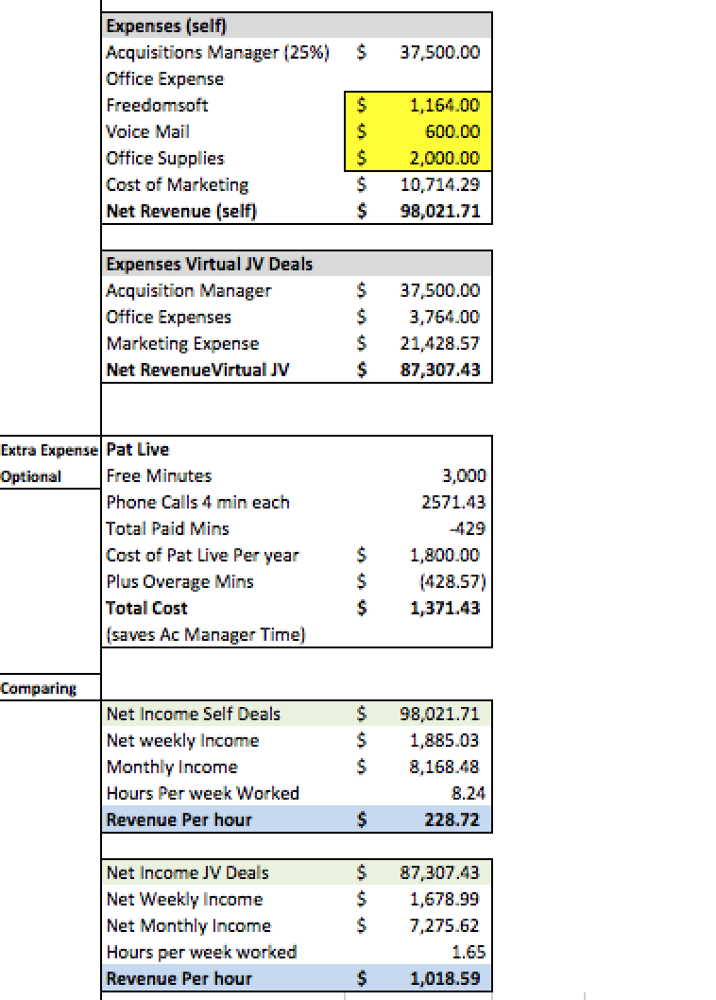 Expenses (self)
Acquisitions Manager (25%) $ 37,500.00
Office Expense
Freedomsoft $ 1,164.00
Voice Mail $ 600.00
Office Supplies $ 2,000.00
Cost of Marketing $ 10,714.29
Net Revenue (self) $ 98,021.71
Expenses Virtual JV Deals
Acquisition Manager $ 37,500.00
Office Expenses $ 3,764.00
Marketing Expense $ 21,428.57
Net RevenueVirtual JV $ 87,307.43
Extra Expense Pat Live
Optional Free Minutes 3,000
Phone Calls 4 min each 2571.43
Total Paid Mins -429
Cost of Pat Live Per year $ 1,800.00
Plus Overage Mins $ (428.57)
Total Cost $ 1,371.43
(saves Ac Manager Time)
Comparing
Net Income Self Deals $ 98,021.71
Net weekly Income $ 1,885.03
Monthly Income $ 8,168.48
Hours Per week Worked 8.24
Revenue Per hour $ 228.72
Net Income JV Deals $ 87,307.43
Net Weekly Income $ 1,678.99
Net Monthly Income $ 7,275.62
Hours per week worked 1.65
Revenue Per hour $ 1,018.59